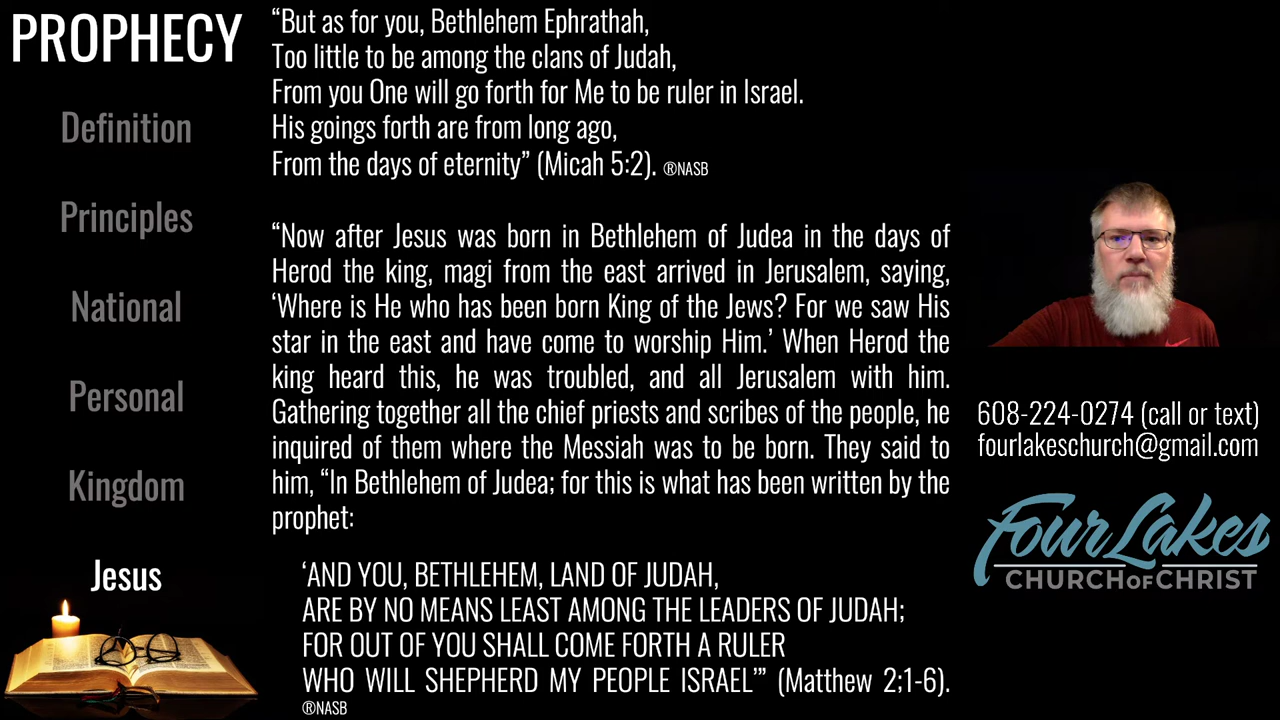 PROPHECY
Definition
Principles
National
Personal
Kingdom
Jesus
“But as for you, Bethlehem Ephrathah,
Too little to be among the clans of Judah,
From you One will go forth for Me to be ruler in Israel.
His goings forth are from long ago,
From the days of eternity” (Micah 5:2). ®NASB
“Now after Jesus was born in Bethlehem of Judea in the days of
Herod the king, magi from the east arrived in Jerusalem, saying,
‘Where is He who has been born King of the Jews? For we saw His
star in the east and have come to worship Him.’ When Herod the
king heard this, he was troubled, and all Jerusalem with him.
Gathering together all the chief priests and scribes of the people, he
inquired of them where the Messiah was to be born. They said to
him, “In Bethlehem of Judea; for this is what has been written by the
prophet:
‘AND YOU, BETHLEHEM, LAND OF JUDAH,
ARE BY NO MEANS LEAST AMONG THE LEADERS OF JUDAH;
FOR OUT OF YOU SHALL COME FORTH A RULER
WHO WILL SHEPHERD MY PEOPLE ISRAEL’” (Matthew 2;1-6).
®NASB
608-224-0274 (call or text)
fourlakeschurch@gmail.com
Four Lakes
CHURCH OF CHRIST